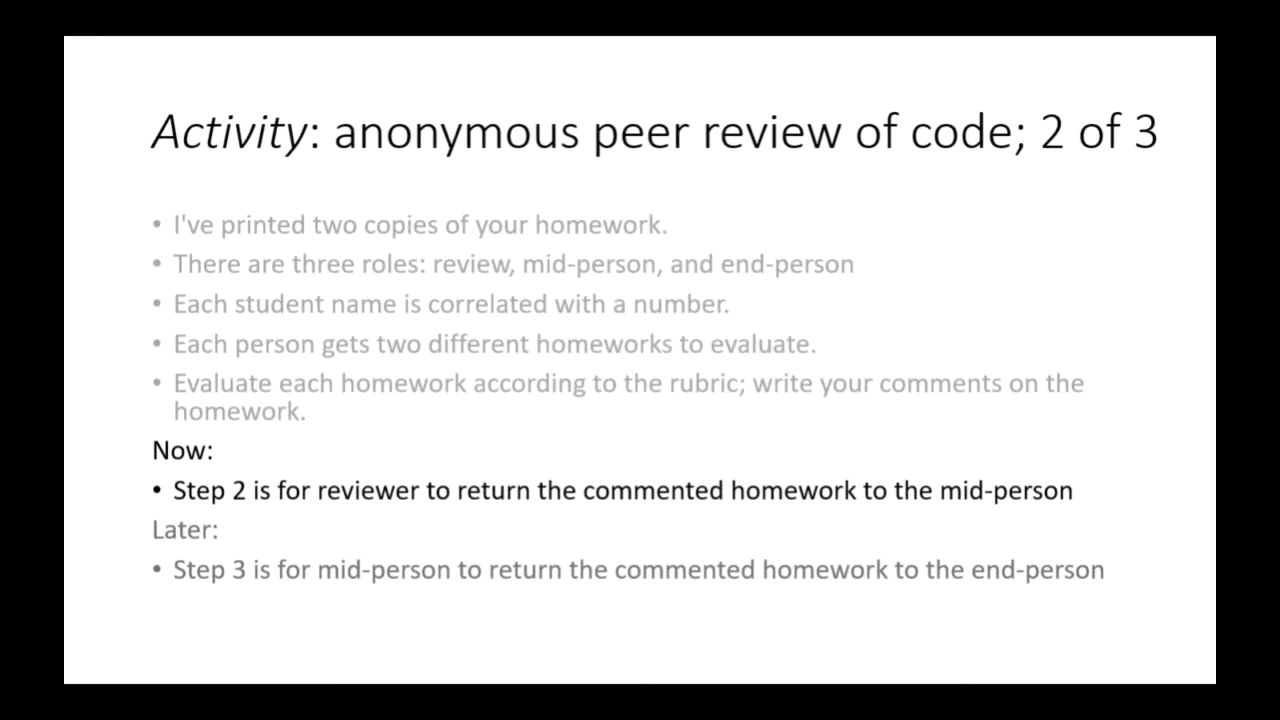 Activity: anonymous peer review of code; 2 of 3
• I've printed two copies of your homework.
• There are three roles: review, mid-person, and end-person
• Each student name is correlated with a number.
• Each person gets two different homeworks to evaluate.
• Evaluate each homework according to the rubric; write your comments on the
homework.
Now:
• Step 2 is for reviewer to return the commented homework to the mid-person
Later:
• Step 3 is for mid-person to return the commented homework to the end-person